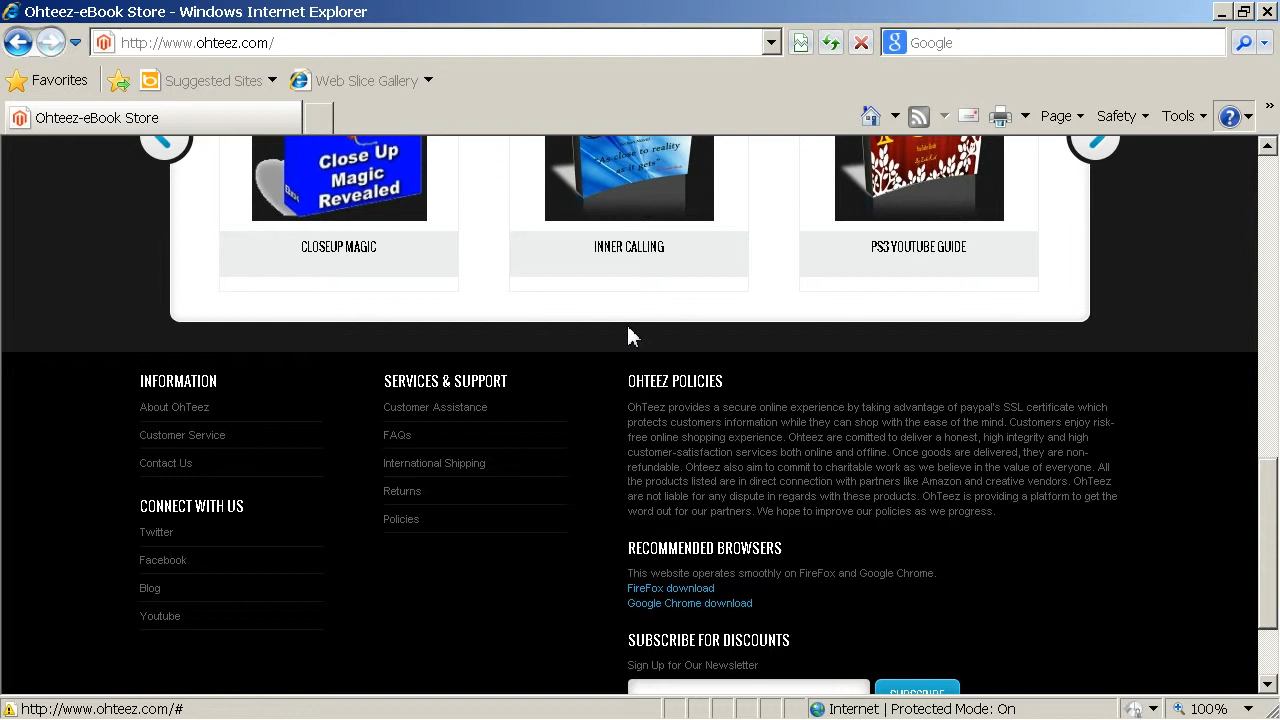 Ohteez-eBook Store - Windows Internet Explorer
http://www.ohteez.com/
Google
Favorites
Suggested Sites
Web Slice Gallery
Ohteez-eBook Store
Page
Safety
Tools
Close Up
Magic
Revealed
"As close to reality
as it gets"
CLOSEUP MAGIC
INNER CALLING
PS3 YOUTUBE GUIDE
INFORMATION
About OhTeez
Customer Service
Contact Us
CONNECT WITH US
Twitter
Facebook
Blog
Youtube
SERVICES & SUPPORT
Customer Assistance
FAQs
International Shipping
Returns
Policies
OHTEEZ POLICIES
OhTeez provides a secure online experience by taking advantage of paypal's SSL certificate which
protects customers information while they can shop with the ease of the mind. Customers enjoy risk-
free online shopping experience. Ohteez are comitted to deliver a honest, high integrity and high
customer-satisfaction services both online and offline. Once goods are delivered, they are non-
refundable. Ohteez also aim to commit to charitable work as we believe in the value of everyone. All
the products listed are in direct connection with partners like Amazon and creative vendors. OhTeez
are not liable for any dispute in regards with these products. OhTeez is providing a platform to get the
word out for our partners. We hope to improve our policies as we progress.
RECOMMENDED BROWSERS
This website operates smoothly on FireFox and Google Chrome.
FireFox download
Google Chrome download
SUBSCRIBE FOR DISCOUNTS
Sign Up for Our Newsletter
SUBSCRIBE
http://www.ohteez.com/#
Internet | Protected Mode: On
100%